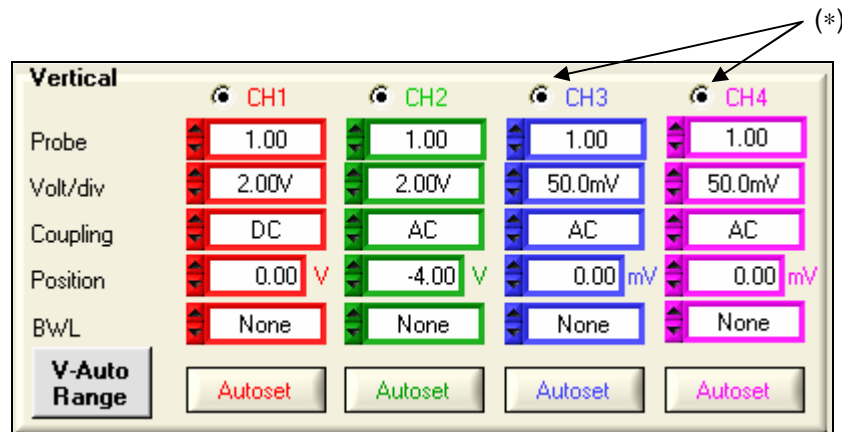 (*)
Vertical
CH1 CH2 CH3 CH4
Probe 1.00 1.00 1.00 1.00
Volt/div 2.00V 2.00V 50.0mV 50.0mV
Coupling DC AC AC AC
Position 0.00 V -4.00 V 0.00 mV 0.00 mV
BWL None None None None
V-Auto
Range
Autoset Autoset Autoset Autoset